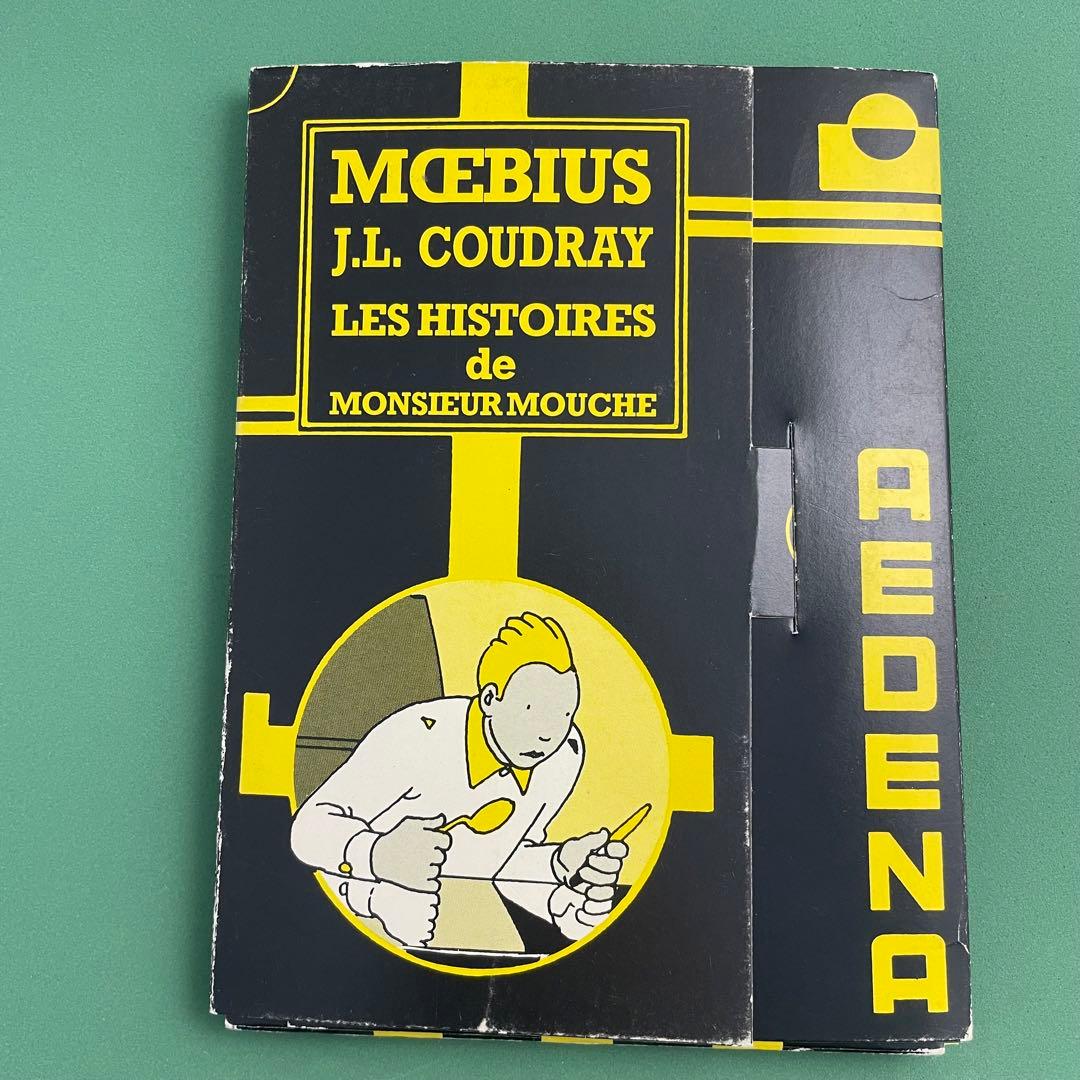 MŒBIUS
J.L. COUDRAY
LES HISTOIRES
de
MONSIEUR MOUCHE
AEDENA